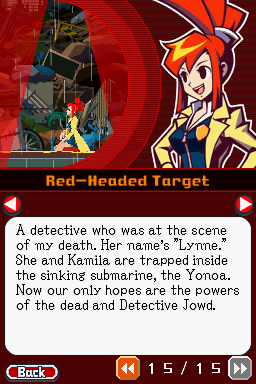 Red-Headed Target
A detective who was at the scene
of my death. Her name's "Lynne."
She and Kamila are trapped inside
the sinking submarine, the Yonoa.
Now our only hopes are the powers
of the dead and Detective Jowd.
Back
15/15